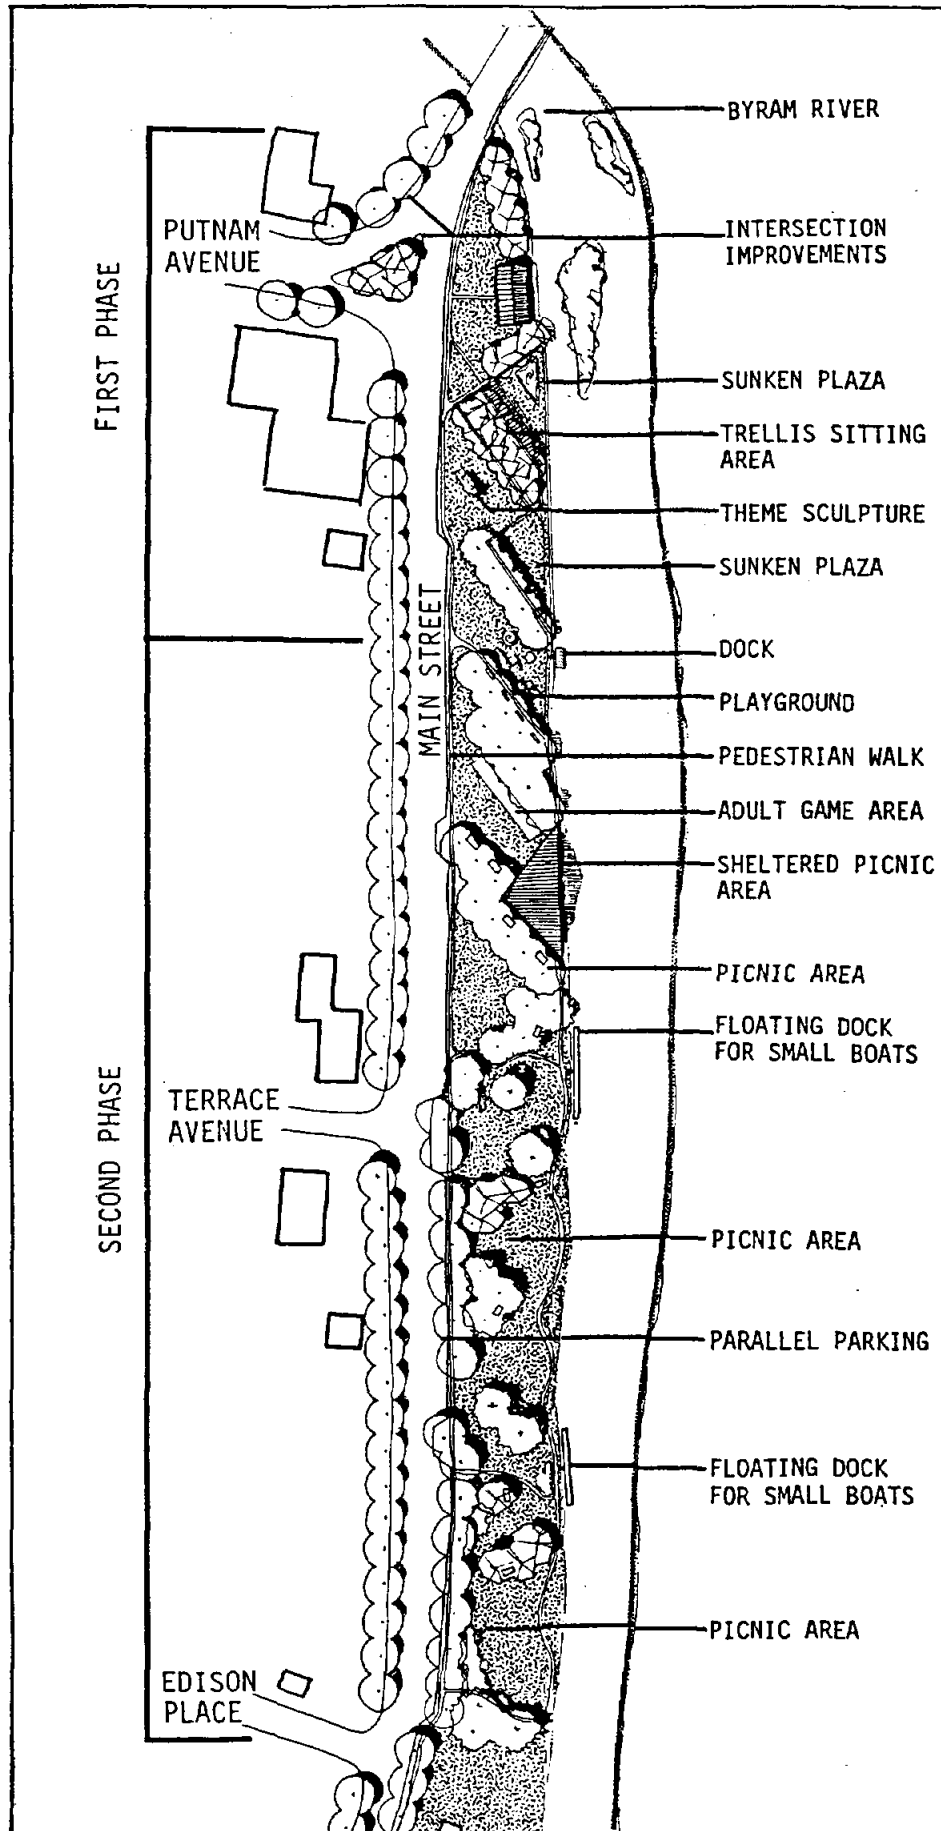 BYRAM RIVER
PUTNAM
AVENUE
INTERSECTION
IMPROVEMENTS
FIRST PHASE
SUNKEN PLAZA
TRELLIS SITTING
AREA
THEME SCULPTURE
SUNKEN PLAZA
MAIN STREET
DOCK
PLAYGROUND
PEDESTRIAN WALK
ADULT GAME AREA
SHELTERED PICNIC
AREA
PICNIC AREA
FLOATING DOCK
FOR SMALL BOATS
SECOND PHASE
TERRACE
AVENUE
PICNIC AREA
PARALLEL PARKING
FLOATING DOCK
FOR SMALL BOATS
PICNIC AREA
EDISON
PLACE